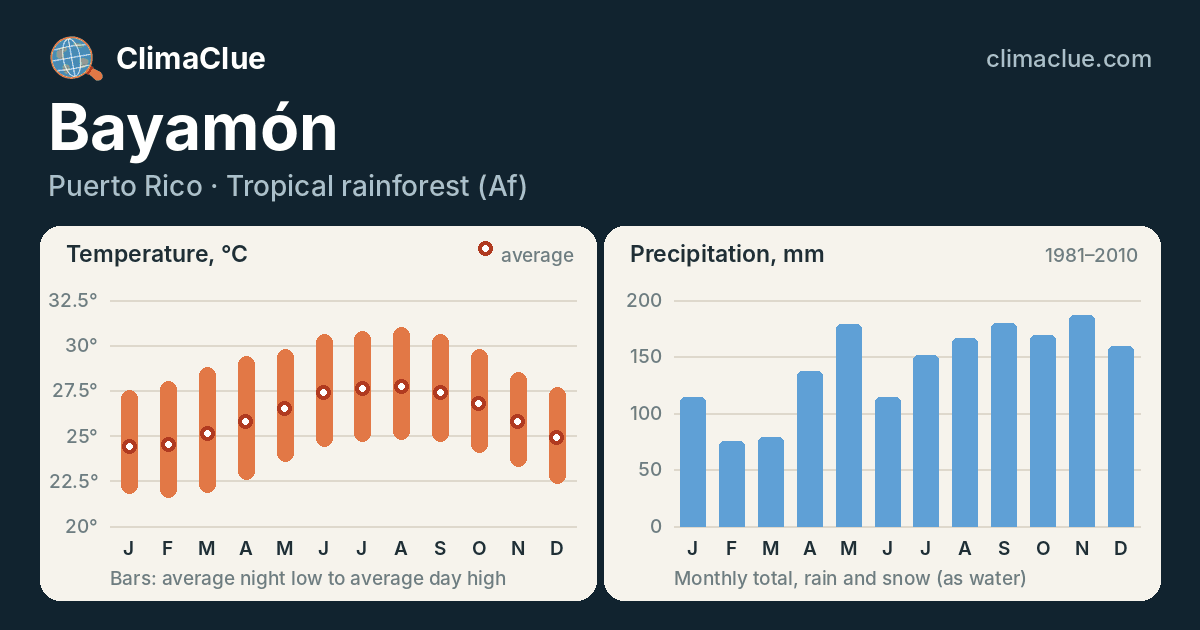 ClimaClue
climaclue.com
Bayamón
Puerto Rico · Tropical rainforest (Af)
Temperature, °C
average
32.5°
30°
27.5°
25°
22.5°
20°
J F M A M J J A S O N D
Bars: average night low to average day high
Precipitation, mm
1981–2010
200
150
100
50
0
J F M A M J J A S O N D
Monthly total, rain and snow (as water)